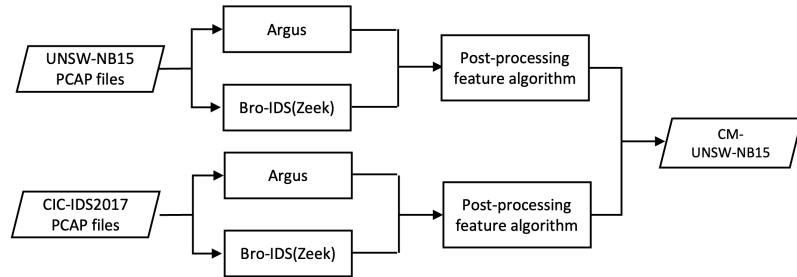 UNSW-NB15
PCAP files
Argus
Bro-IDS(Zeek)
Post-processing
feature algorithm
CIC-IDS2017
PCAP files
Argus
Bro-IDS(Zeek)
Post-processing
feature algorithm
CM-
UNSW-NB15